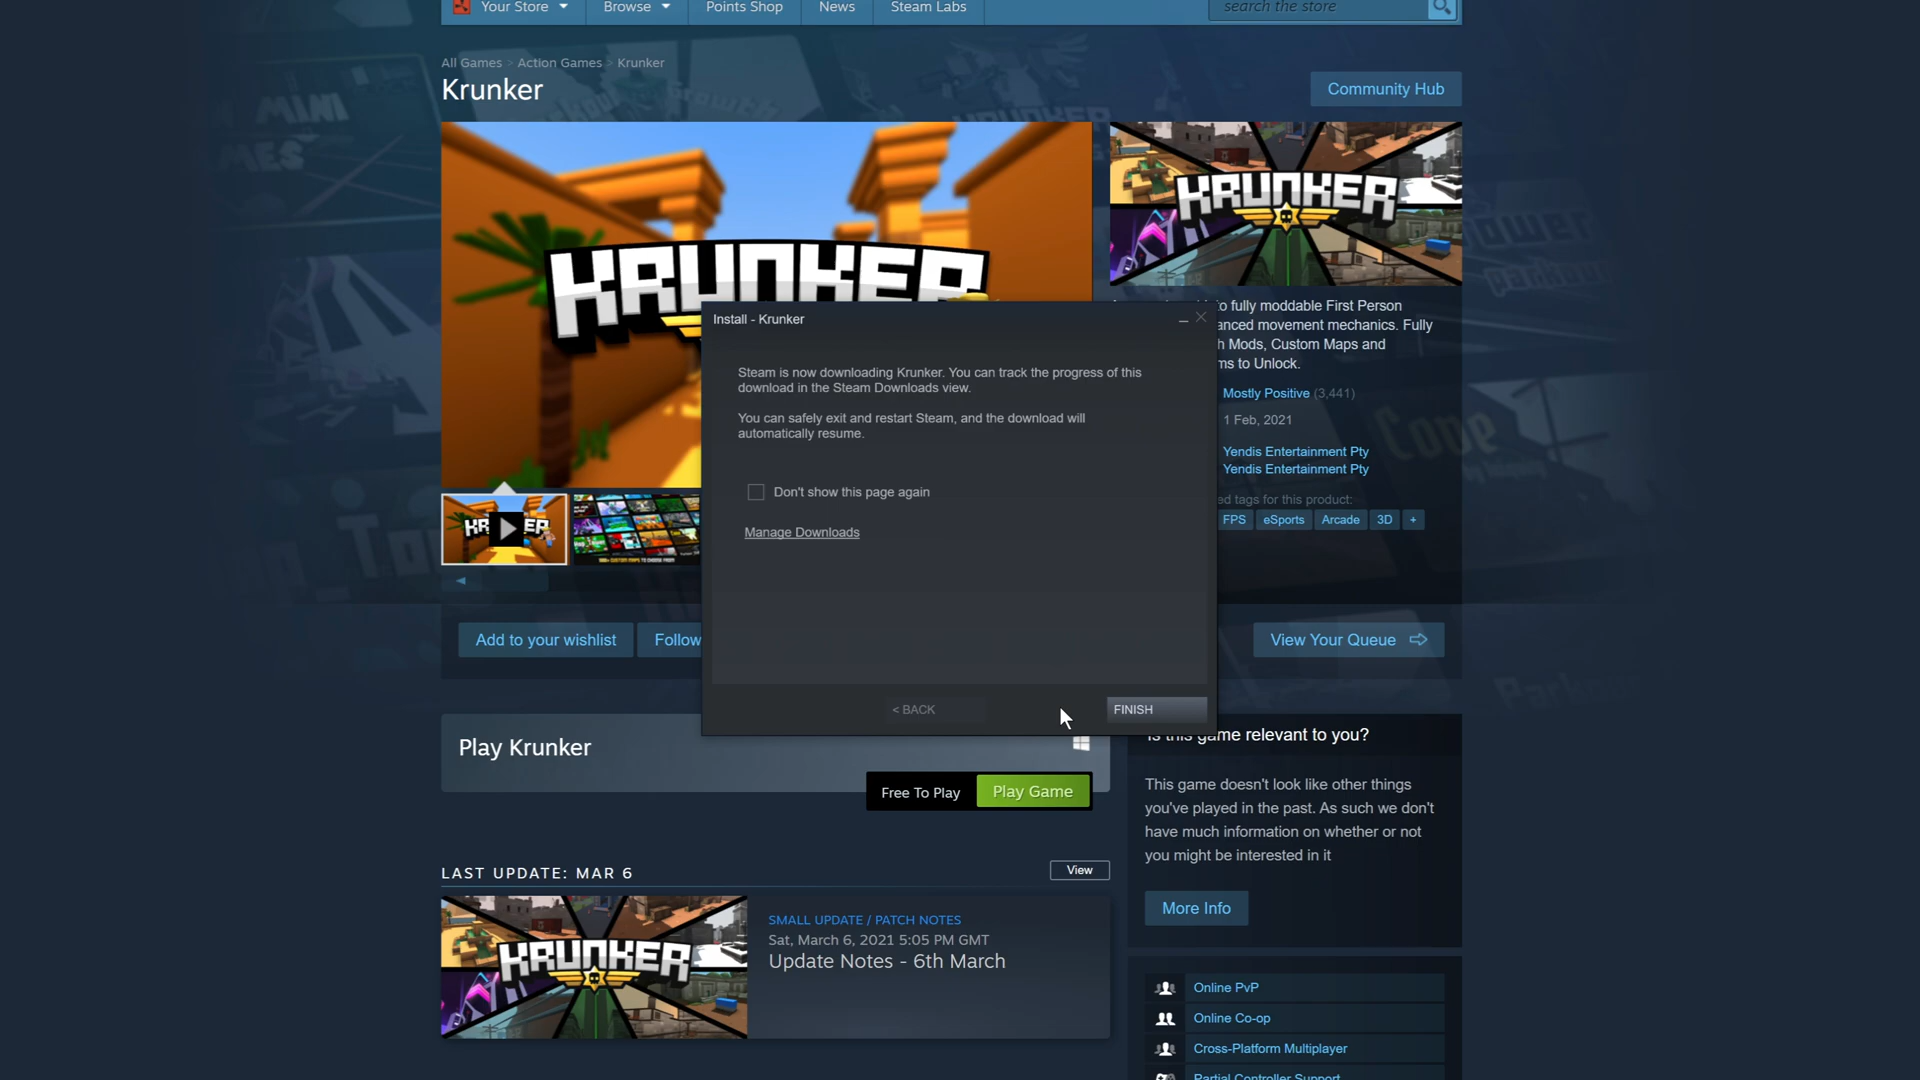 Your Store
Browse
Points Shop
News
Steam Labs
search the store
All Games > Action Games > Krunker
Krunker
Community Hub
KRUNKER
KRUNKER
to fully moddable First Person
movement mechanics. Fully
Mods, Custom Maps and
to Unlock.
Mostly Positive (3,441)
1 Feb, 2021
Yendis Entertainment Pty
Yendis Entertainment Pty
tags for this product:
FPS
eSports
Arcade
3D
+
Install - Krunker
Steam is now downloading Krunker. You can track the progress of this
download in the Steam Downloads view.
You can safely exit and restart Steam, and the download will
automatically resume.
Don't show this page again
Manage Downloads
< BACK
FINISH
Add to your wishlist
Follow
View Your Queue
Play Krunker
Free To Play
Play Game
Is this game relevant to you?
This game doesn't look like other things
you've played in the past. As such we don't
have much information on whether or not
you might be interested in it
More Info
LAST UPDATE: MAR 6
View
KRUNKER
SMALL UPDATE / PATCH NOTES
Sat, March 6, 2021 5:05 PM GMT
Update Notes - 6th March
Online PvP
Online Co-op
Cross-Platform Multiplayer
Partial Controller Support